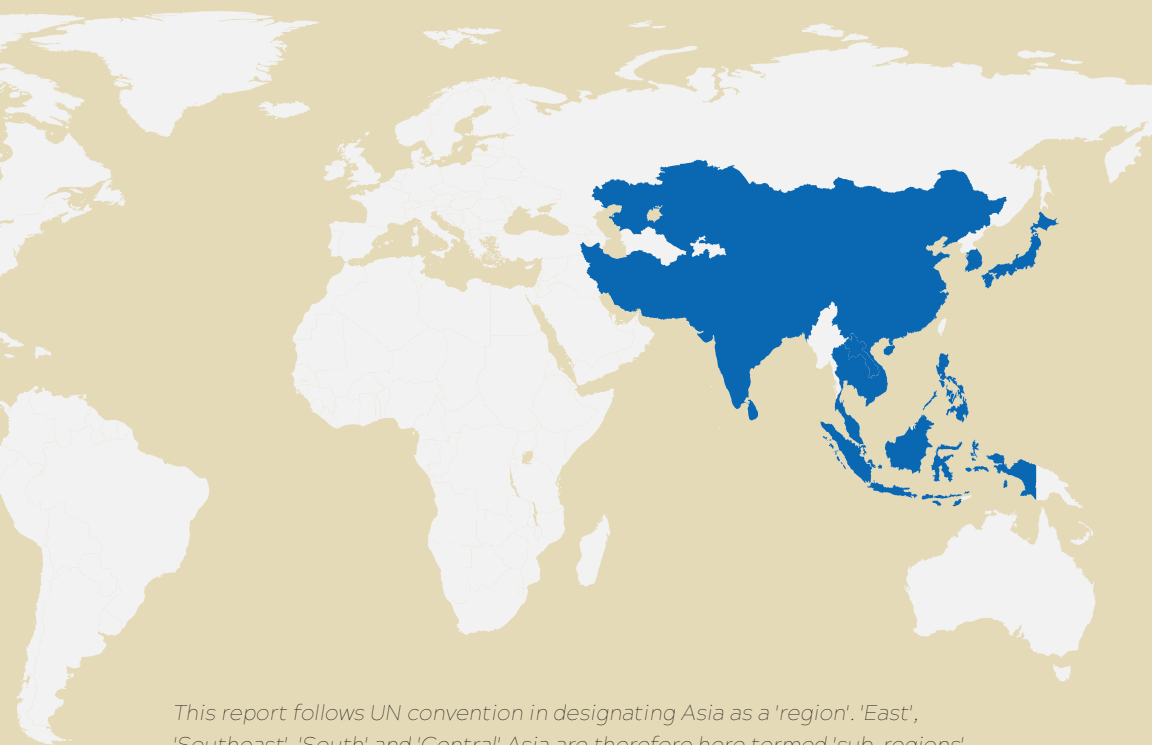 This report follows UN convention in designating Asia as a 'region'. 'East',
'Southeast', 'South' and 'Central' Asia are therefore here termed 'sub-regions'